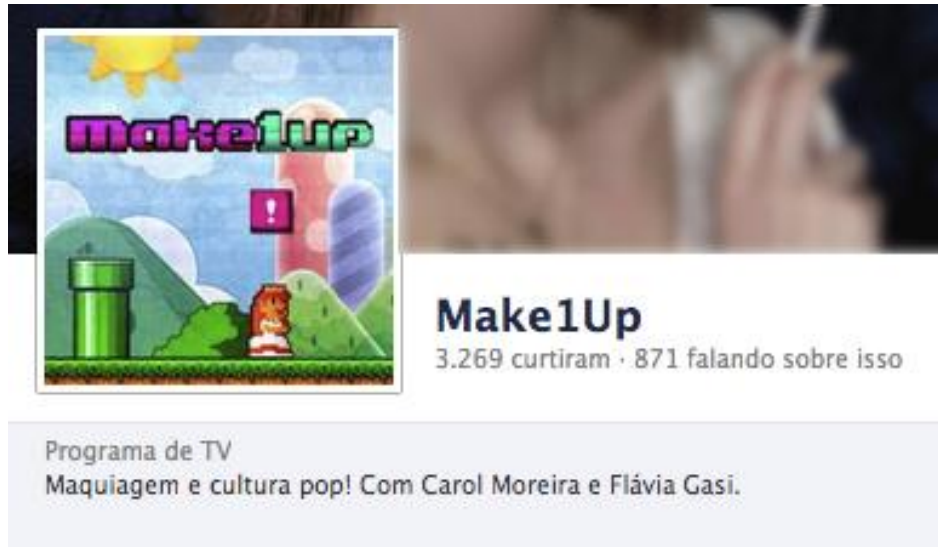 make1up
!
Make1Up
3.269 curtiram · 871 falando sobre isso
Programa de TV
Maquiagem e cultura pop! Com Carol Moreira e Flávia Gasi.